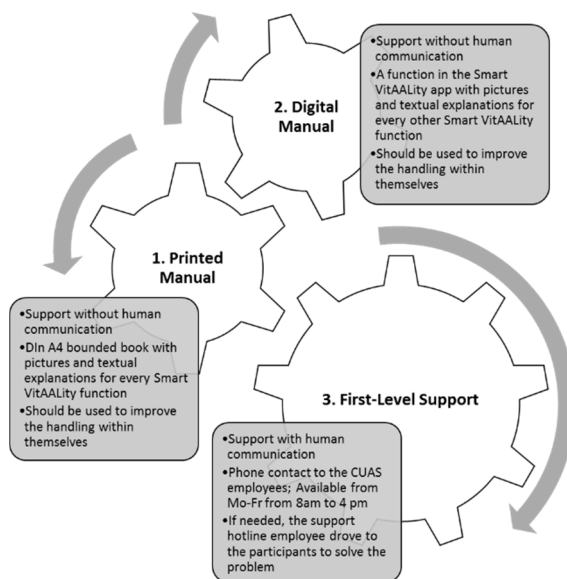 2. Digital
Manual
•Support without human
communication
•A function in the Smart
VitAALity app with pictures
and textual explanations for
every other Smart VitAALity
function
•Should be used to improve
the handling within
themselves
1. Printed
Manual
•Support without human
communication
•DIn A4 bounded book with
pictures and textual
explanations for every Smart
VitAALity function
•Should be used to improve
the handling within
themselves
3. First-Level Support
•Support with human
communication
•Phone contact to the CUAS
employees; Available from
Mo-Fr from 8am to 4 pm
•If needed, the support
hotline employee drove to
the participants to solve the
problem